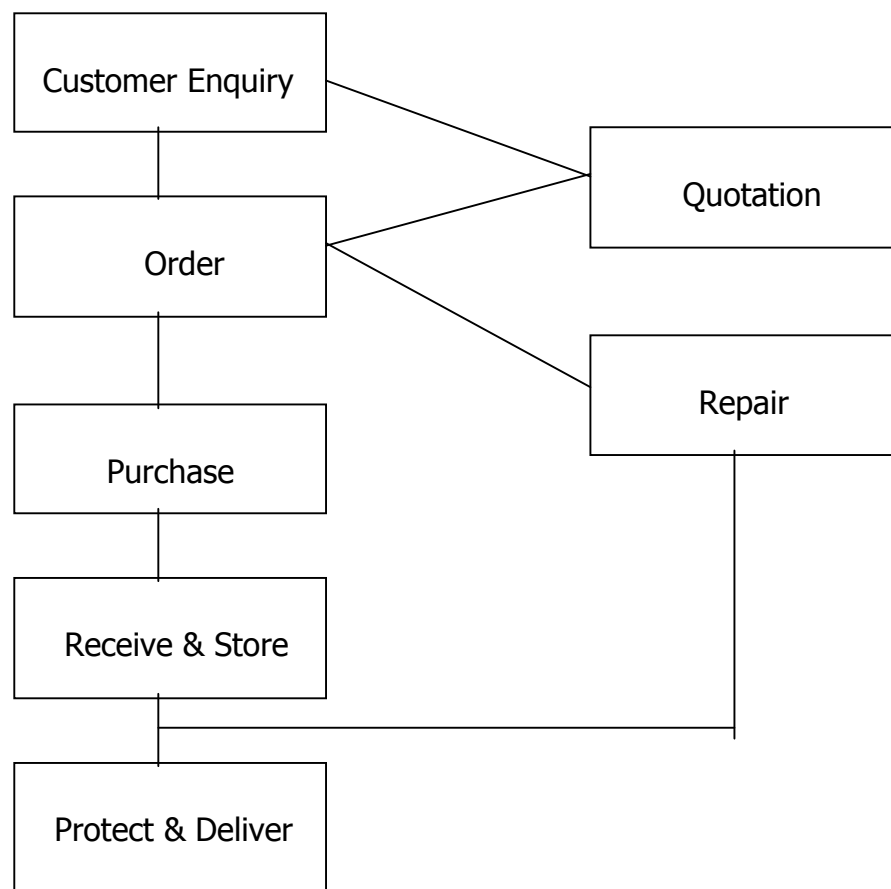 Customer Enquiry
Quotation
Order
Repair
Purchase
Receive & Store
Protect & Deliver